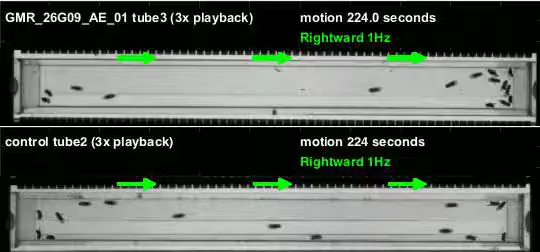 GMR_26G09_AE_01 tube3 (3x playback)
motion 224.0 seconds
Rightward 1Hz
control tube2 (3x playback)
motion 224 seconds
Rightward 1Hz